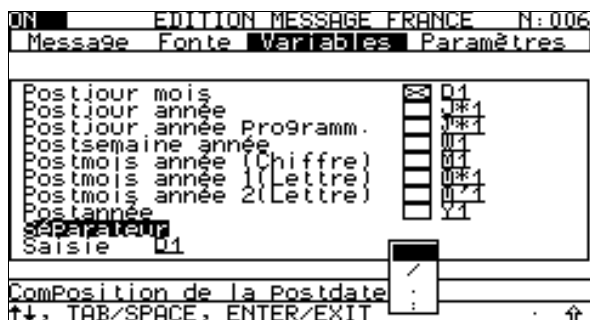 ON EDITION MESSAGE FRANCE N:006
Message Fonte Variables Paramètres
Postjour mois D1
Postjour année J*1
Postjour année Programm. J*1
Postsemaine année W1
Postmois année (Chiffre) M1
Postmois année 1(Lettre) M*1
Postmois année 2(Lettre) M'1
Postannée Y1
Séparateur
Saisie D1
/
.
:
Composition de la Postdate
↑↓, TAB/SPACE, ENTER/EXIT